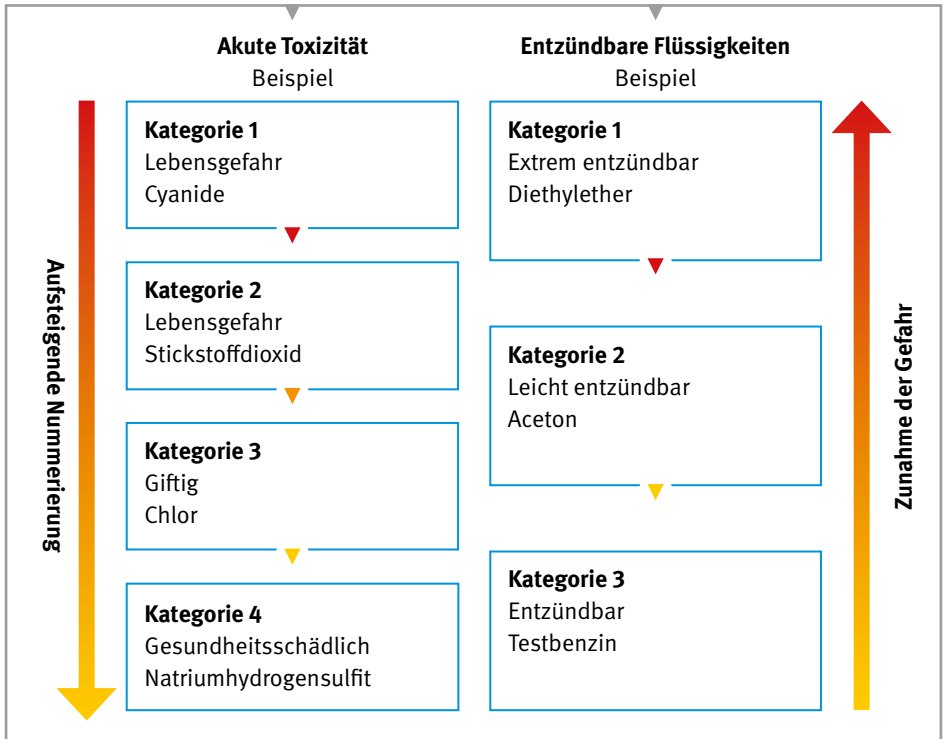 Akute Toxizität
Beispiel
Kategorie 1
Lebensgefahr
Cyanide
Kategorie 2
Lebensgefahr
Stickstoffdioxid
Kategorie 3
Giftig
Chlor
Kategorie 4
Gesundheitsschädlich
Natriumhydrogensulfit
Entzündbare Flüssigkeiten
Beispiel
Kategorie 1
Extrem entzündbar
Diethylether
Kategorie 2
Leicht entzündbar
Aceton
Kategorie 3
Entzündbar
Testbenzin
Aufsteigende Nummerierung
Zunahme der Gefahr